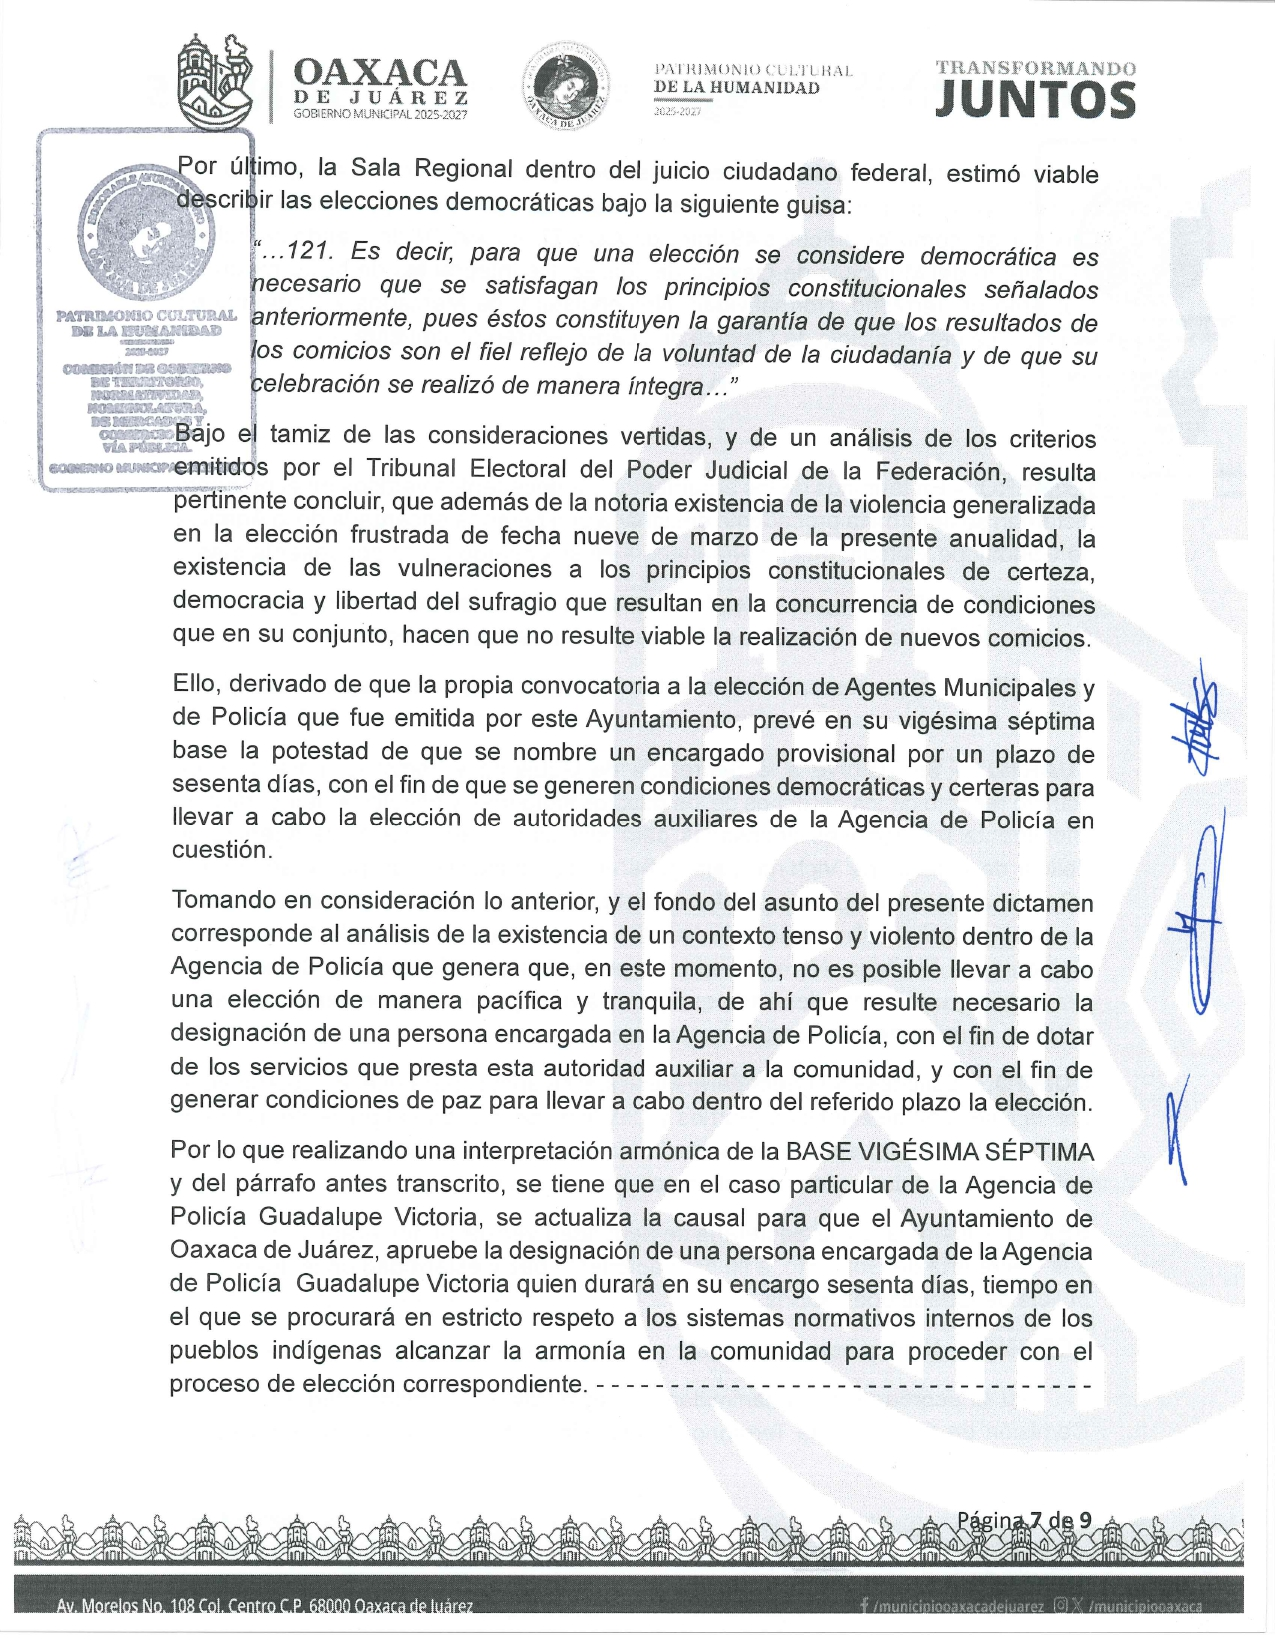 OAXACA
DE JUÁREZ
GOBIERNO MUNICIPAL 2025-2027
OAXACA DE JUÁREZ
PATRIMONIO CULTURAL
DE LA HUMANIDAD
2025-2027
TRANSFORMANDO
JUNTOS
Por último, la Sala Regional dentro del juicio ciudadano federal, estimó viable
describir las elecciones democráticas bajo la siguiente guisa:
“…121. Es decir, para que una elección se considere democrática es
necesario que se satisfagan los principios constitucionales señalados
anteriormente, pues éstos constituyen la garantía de que los resultados de
los comicios son el fiel reflejo de la voluntad de la ciudadanía y de que su
celebración se realizó de manera íntegra…”
PATRIMONIO CULTURAL
DE LA HUMANIDAD
2025-2027
COMISIÓN DE GOBIERNO
DE TERRITORIO,
NORMATIVIDAD,
NOMENCLATURA,
DE MERCADOS Y
COMERCIO
VÍA PÚBLICA.
GOBIERNO MUNICIPAL
Bajo el tamiz de las consideraciones vertidas, y de un análisis de los criterios
emitidos por el Tribunal Electoral del Poder Judicial de la Federación, resulta
pertinente concluir, que además de la notoria existencia de la violencia generalizada
en la elección frustrada de fecha nueve de marzo de la presente anualidad, la
existencia de las vulneraciones a los principios constitucionales de certeza,
democracia y libertad del sufragio que resultan en la concurrencia de condiciones
que en su conjunto, hacen que no resulte viable la realización de nuevos comicios.
Ello, derivado de que la propia convocatoria a la elección de Agentes Municipales y
de Policía que fue emitida por este Ayuntamiento, prevé en su vigésima séptima
base la potestad de que se nombre un encargado provisional por un plazo de
sesenta días, con el fin de que se generen condiciones democráticas y certeras para
llevar a cabo la elección de autoridades auxiliares de la Agencia de Policía en
cuestión.
Tomando en consideración lo anterior, y el fondo del asunto del presente dictamen
corresponde al análisis de la existencia de un contexto tenso y violento dentro de la
Agencia de Policía que genera que, en este momento, no es posible llevar a cabo
una elección de manera pacífica y tranquila, de ahí que resulte necesario la
designación de una persona encargada en la Agencia de Policía, con el fin de dotar
de los servicios que presta esta autoridad auxiliar a la comunidad, y con el fin de
generar condiciones de paz para llevar a cabo dentro del referido plazo la elección.
Por lo que realizando una interpretación armónica de la BASE VIGÉSIMA SÉPTIMA
y del párrafo antes transcrito, se tiene que en el caso particular de la Agencia de
Policía Guadalupe Victoria, se actualiza la causal para que el Ayuntamiento de
Oaxaca de Juárez, apruebe la designación de una persona encargada de la Agencia
de Policía Guadalupe Victoria quien durará en su encargo sesenta días, tiempo en
el que se procurará en estricto respeto a los sistemas normativos internos de los
pueblos indígenas alcanzar la armonía en la comunidad para proceder con el
proceso de elección correspondiente. - - - - - - - - - - - - - - - - - - - - - - - - - - - - - - - - -
Página 7 de 9
Av. Morelos No. 108 Col. Centro C.P. 68000 Oaxaca de Juárez
/municipiooaxacadejuarez /municipiooaxaca